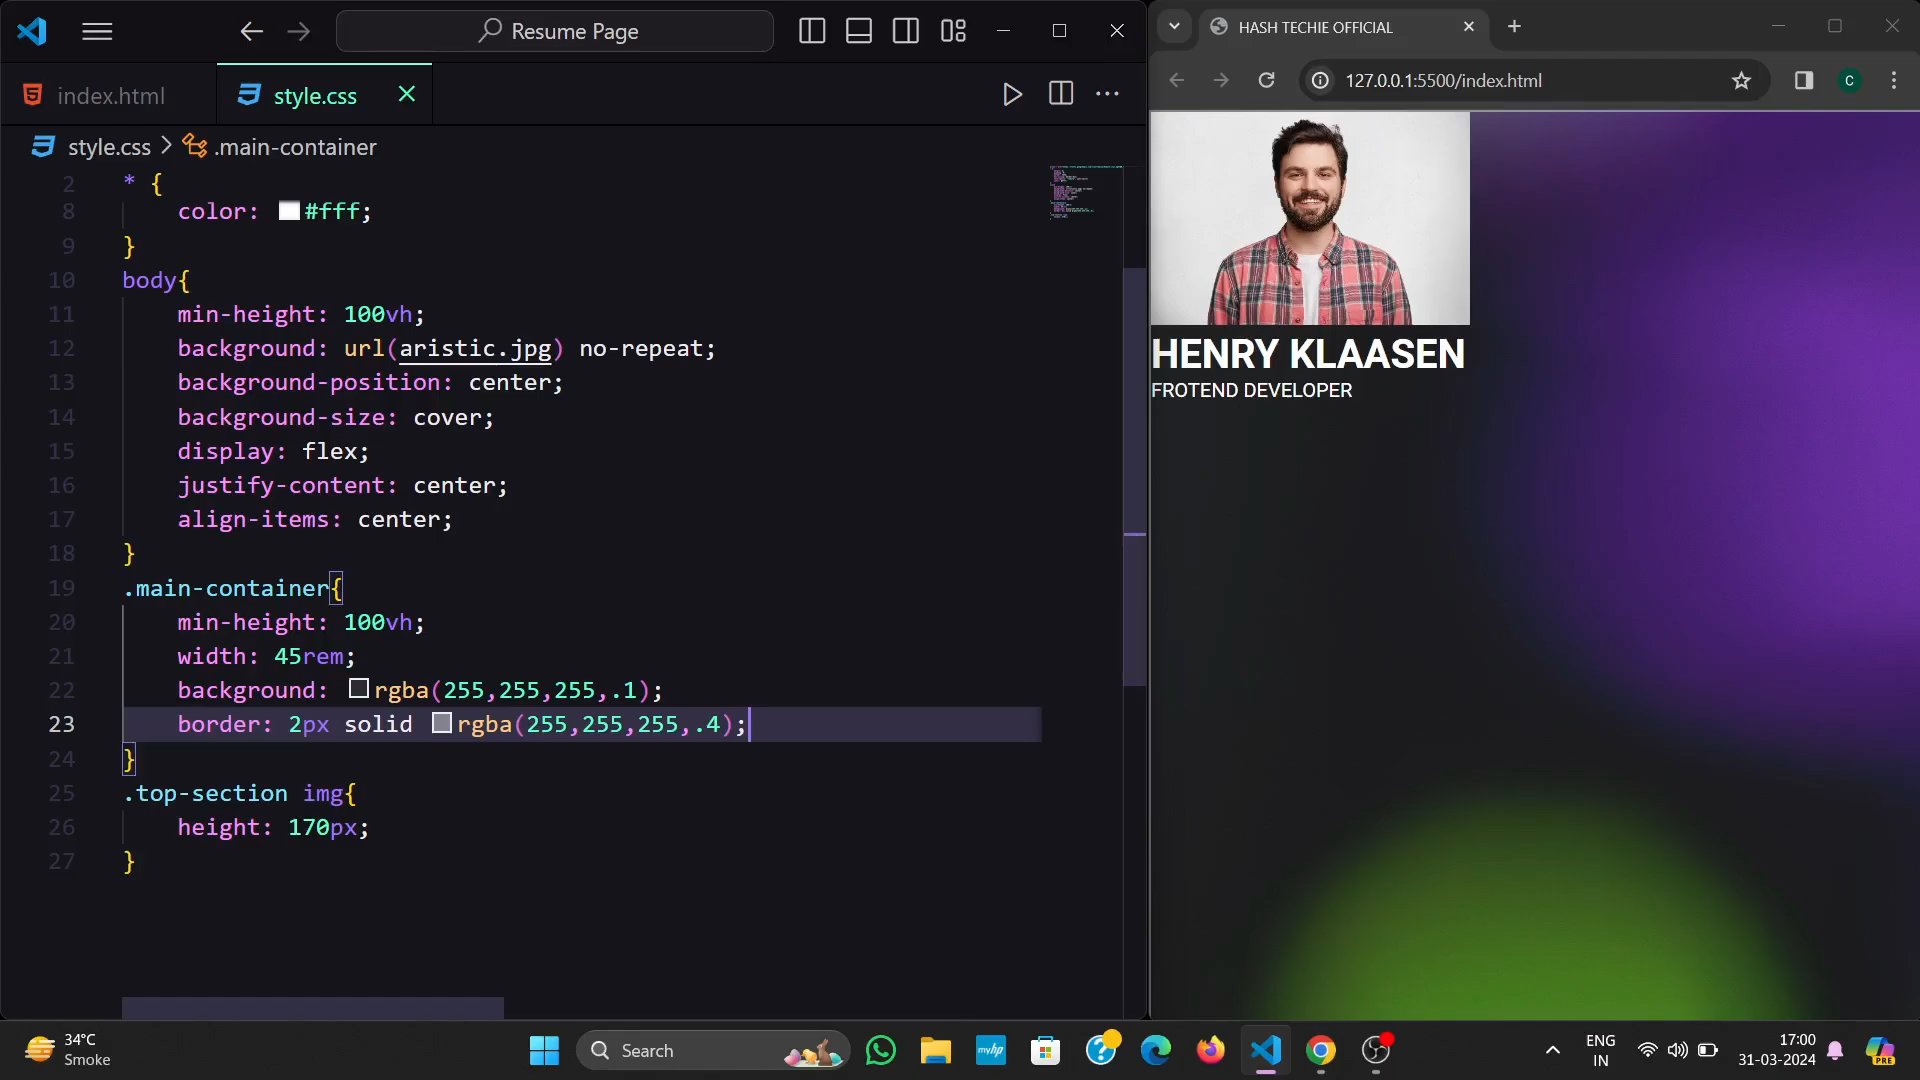 Resume Page
index.html
style.css
style.css > .main-container
2 * {
8 color: #fff;
9 }
10 body{
11 min-height: 100vh;
12 background: url(aristic.jpg) no-repeat;
13 background-position: center;
14 background-size: cover;
15 display: flex;
16 justify-content: center;
17 align-items: center;
18 }
19 .main-container{
20 min-height: 100vh;
21 width: 45rem;
22 background: rgba(255,255,255,.1);
23 border: 2px solid rgba(255,255,255,.4);
24 }
25 .top-section img{
26 height: 170px;
27 }
HASH TECHIE OFFICIAL
127.0.0.1:5500/index.html
C
HENRY KLAASEN
FROTEND DEVELOPER
34°C
Smoke
Search
myhp
ENG
IN
17:00
31-03-2024
PRE